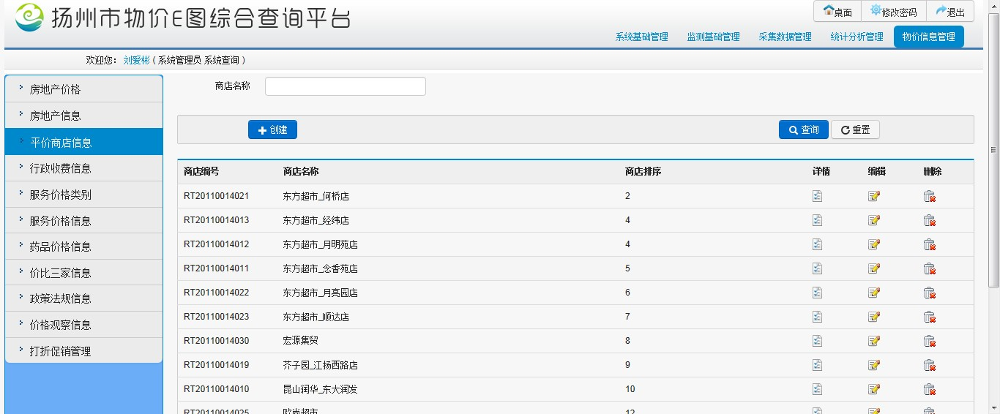 扬州市物价E图综合查询平台
桌面 修改密码 退出
系统基础管理 监测基础管理 采集数据管理 统计分析管理 物价信息管理
欢迎您： 刘爱彬 ( 系统管理员 系统查询 )
房地产价格
房地产信息
平价商店信息
行政收费信息
服务价格类别
服务价格信息
药品价格信息
价比三家信息
政策法规信息
价格观察信息
打折促销管理
商店名称
创建 查询 重置
商店编号 商店名称 商店排序 详情 编辑 删除
RT20110014021 东方超市_何桥店 2
RT20110014013 东方超市_经纬店 4
RT20110014012 东方超市_月明苑店 4
RT20110014011 东方超市_念香苑店 5
RT20110014022 东方超市_月亮园店 6
RT20110014023 东方超市_顺达店 7
RT20110014030 宏源集贸 8
RT20110014019 芥子园_江扬西路店 9
RT20110014010 昆山润华_东大润发 10
RT20110014025 欧尚超市 12